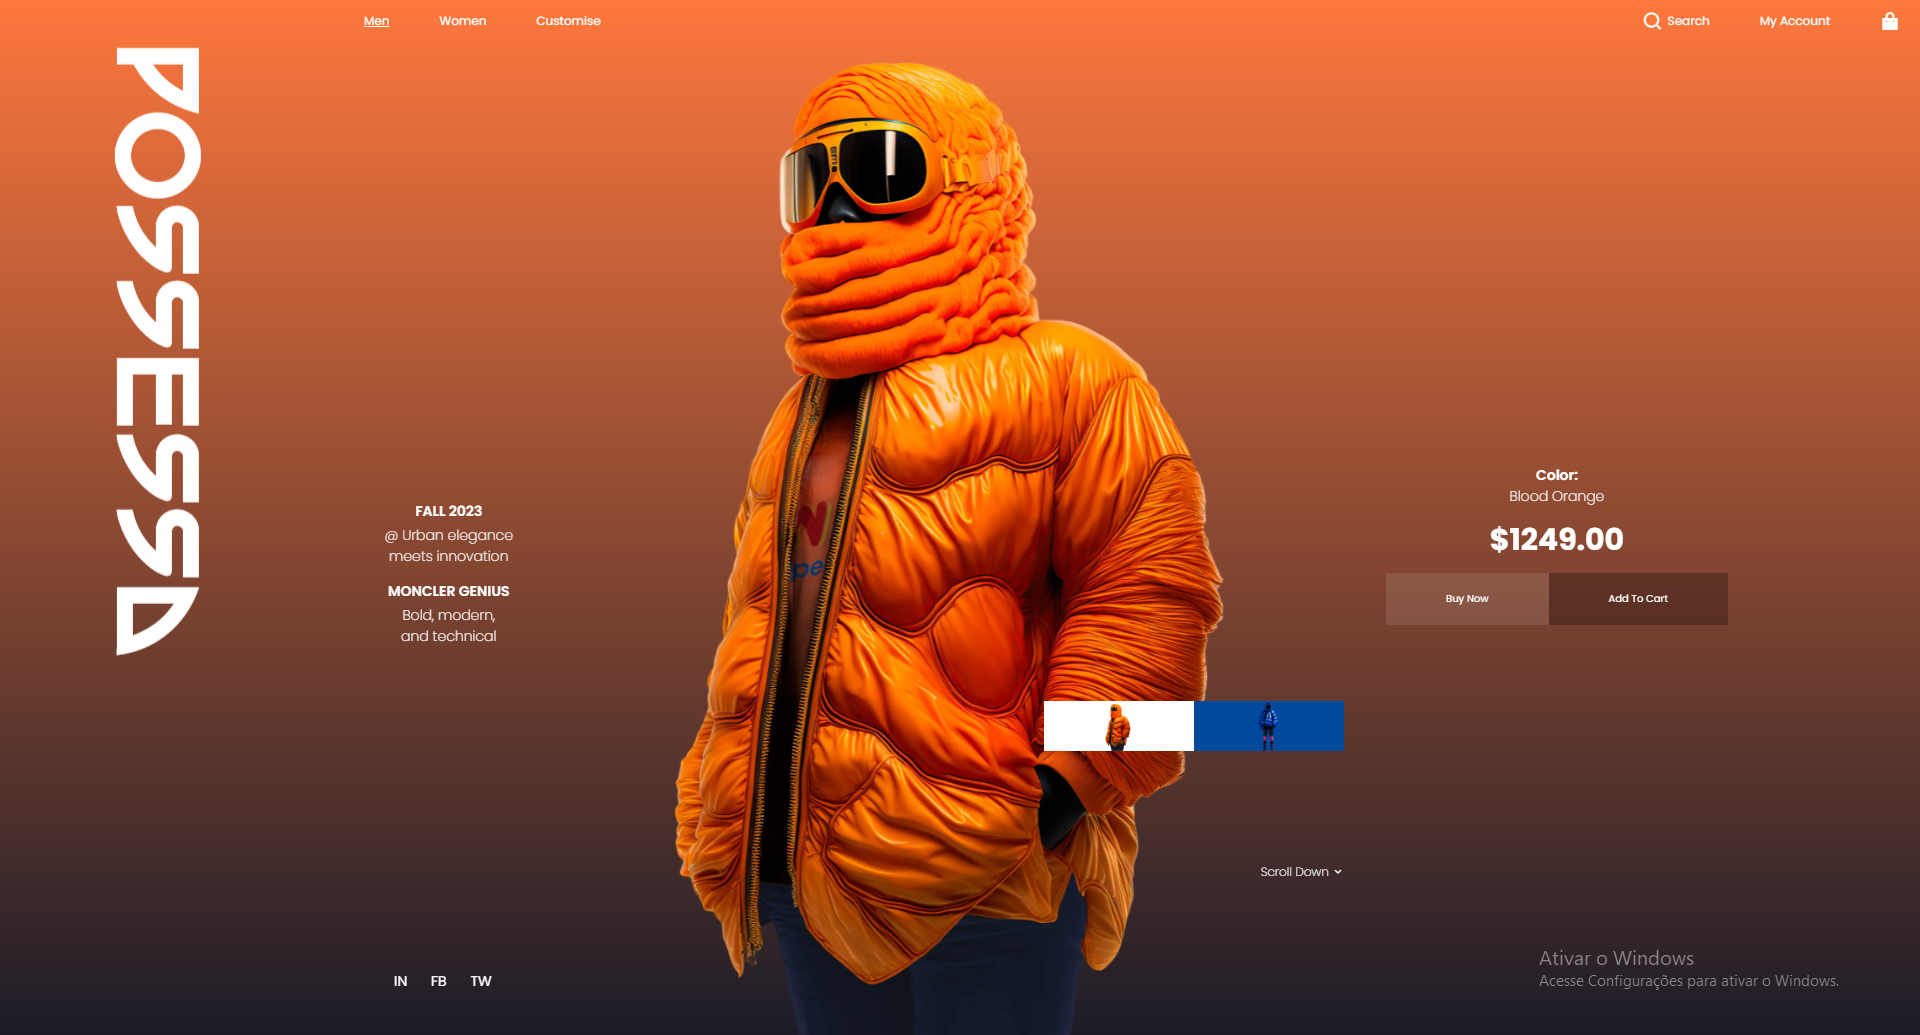 Men
Women
Customise
Search
My Account
POSSESSD
FALL 2023
@ Urban elegance
meets innovation
MONCLER GENIUS
Bold, modern,
and technical
pe
Color:
Blood Orange
$1249.00
Buy Now
Add To Cart
Scroll Down
IN
FB
TW
Ativar o Windows
Acesse Configurações para ativar o Windows.